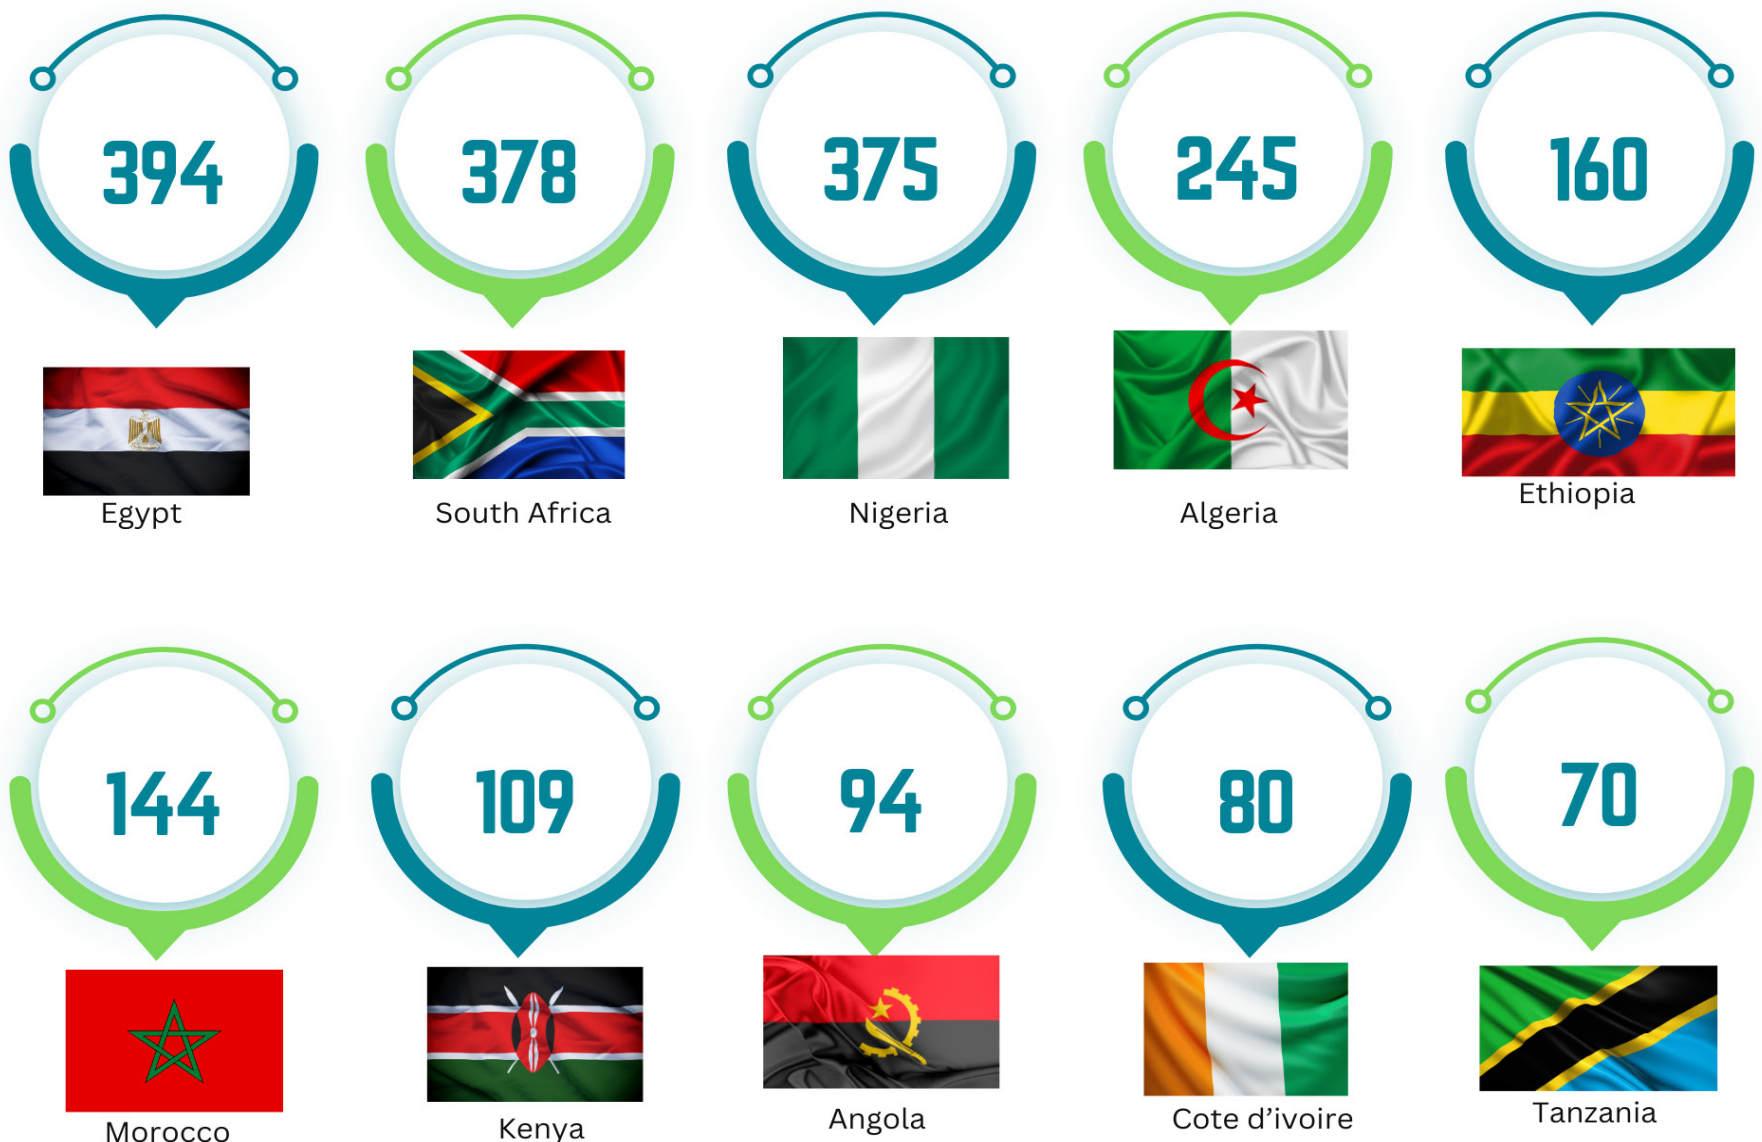 394
378
375
245
160
Egypt
South Africa
Nigeria
Algeria
Ethiopia
144
109
94
80
70
Morocco
Kenya
Angola
Cote d’ivoire
Tanzania